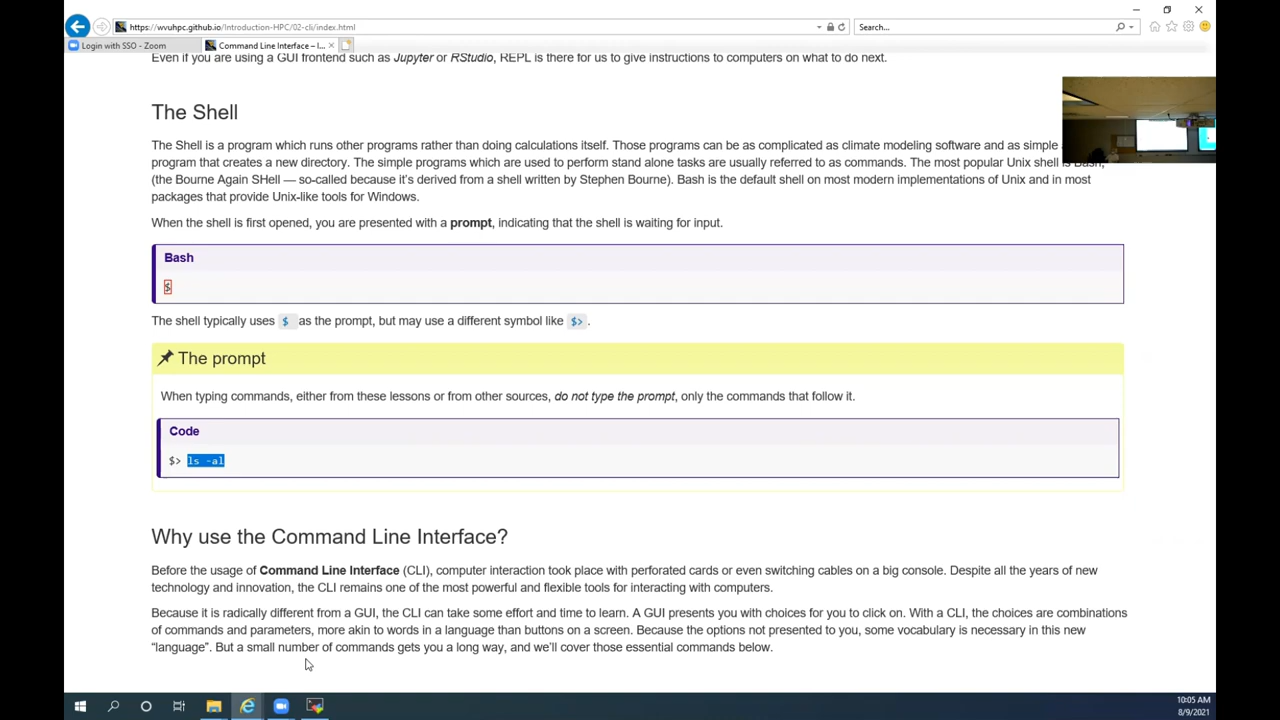 https://wvuhpc.github.io/Introduction-HPC/02-cli/index.html
Search...
Login with SSO - Zoom
Command Line Interface – I...
Even if you are using a GUI frontend such as Jupyter or RStudio, REPL is there for us to give instructions to computers on what to do next.
The Shell
The Shell is a program which runs other programs rather than doing calculations itself. Those programs can be as complicated as climate modeling software and as simple
program that creates a new directory. The simple programs which are used to perform stand alone tasks are usually referred to as commands. The most popular Unix shell is Bash,
(the Bourne Again SHell — so-called because it's derived from a shell written by Stephen Bourne). Bash is the default shell on most modern implementations of Unix and in most
packages that provide Unix-like tools for Windows.
When the shell is first opened, you are presented with a prompt, indicating that the shell is waiting for input.
Bash
$
The shell typically uses $ as the prompt, but may use a different symbol like $>.
The prompt
When typing commands, either from these lessons or from other sources, do not type the prompt, only the commands that follow it.
Code
$> ls -al
Why use the Command Line Interface?
Before the usage of Command Line Interface (CLI), computer interaction took place with perforated cards or even switching cables on a big console. Despite all the years of new
technology and innovation, the CLI remains one of the most powerful and flexible tools for interacting with computers.
Because it is radically different from a GUI, the CLI can take some effort and time to learn. A GUI presents you with choices for you to click on. With a CLI, the choices are combinations
of commands and parameters, more akin to words in a language than buttons on a screen. Because the options not presented to you, some vocabulary is necessary in this new
“language”. But a small number of commands gets you a long way, and we'll cover those essential commands below.
10:05 AM
8/9/2021